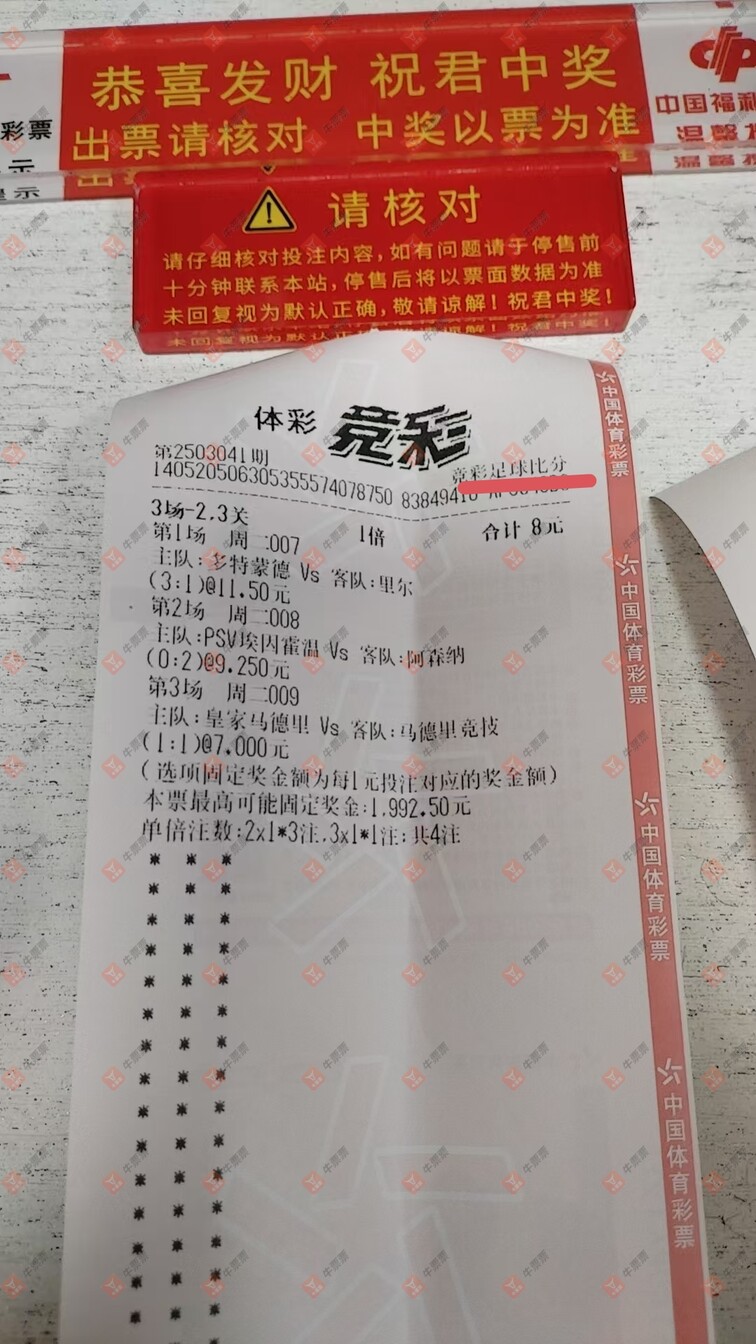 恭喜发财 祝君中奖
出票请核对 中奖以票为准
彩票
示
中国福利
温馨提
请核对
请仔细核对投注内容,如有问题请于停售前
十分钟联系本站,停售后将以票面数据为准
未回复视为默认正确,敬请谅解!祝君中奖!
体彩 竞彩
第2503041期
竞彩足球比分
140520506305355574078750
3场-2.3关 1倍 合计 8元
第1场 周二007
主队:多特蒙德 Vs 客队:里尔
(3:1)@11.50元
第2场 周二008
主队:PSV埃因霍温 Vs 客队:阿森纳
(0:2)@9.250元
第3场 周二009
主队:皇家马德里 Vs 客队:马德里竞技
(1:1)@7.000元
(选项固定奖金额为每1元投注对应的奖金额)
本票最高可能固定奖金:1,992.50元
单倍注数:2x1*3注,3x1*1注;共4注
中国体育彩票
中国体育彩票
中国体育彩票
中国体育彩票
牛票票